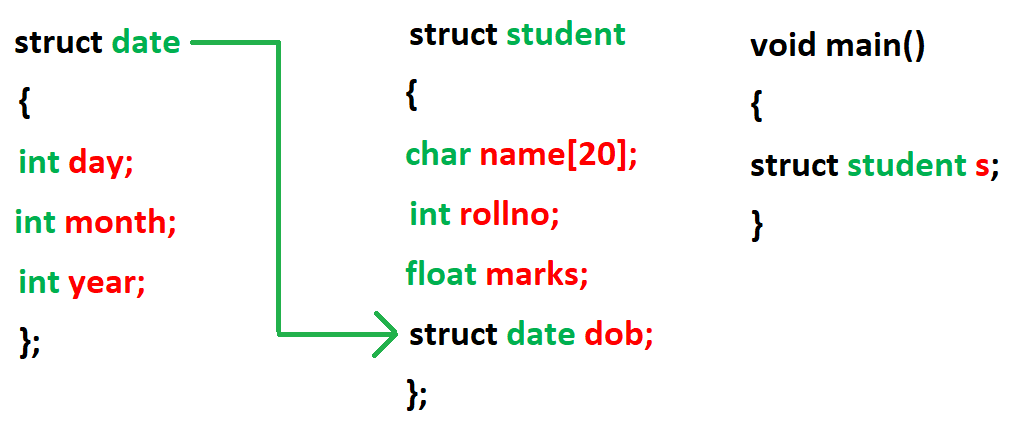 struct date
{
int day;
int month;
int year;
};
struct student
{
char name[20];
int rollno;
float marks;
struct date dob;
};
void main()
{
struct student s;
}